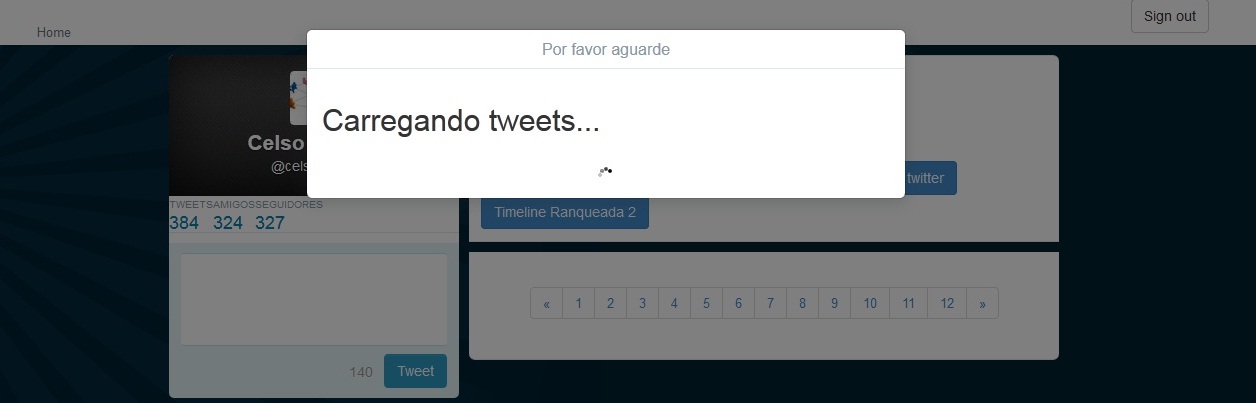 Home
Sign out
Por favor aguarde
Carregando tweets...
Celso
TWEETSAMIGOSSEGUIDORES
384 324 327
140 Tweet
twitter
Timeline Ranqueada 2
« 1 2 3 4 5 6 7 8 9 10 11 12 »